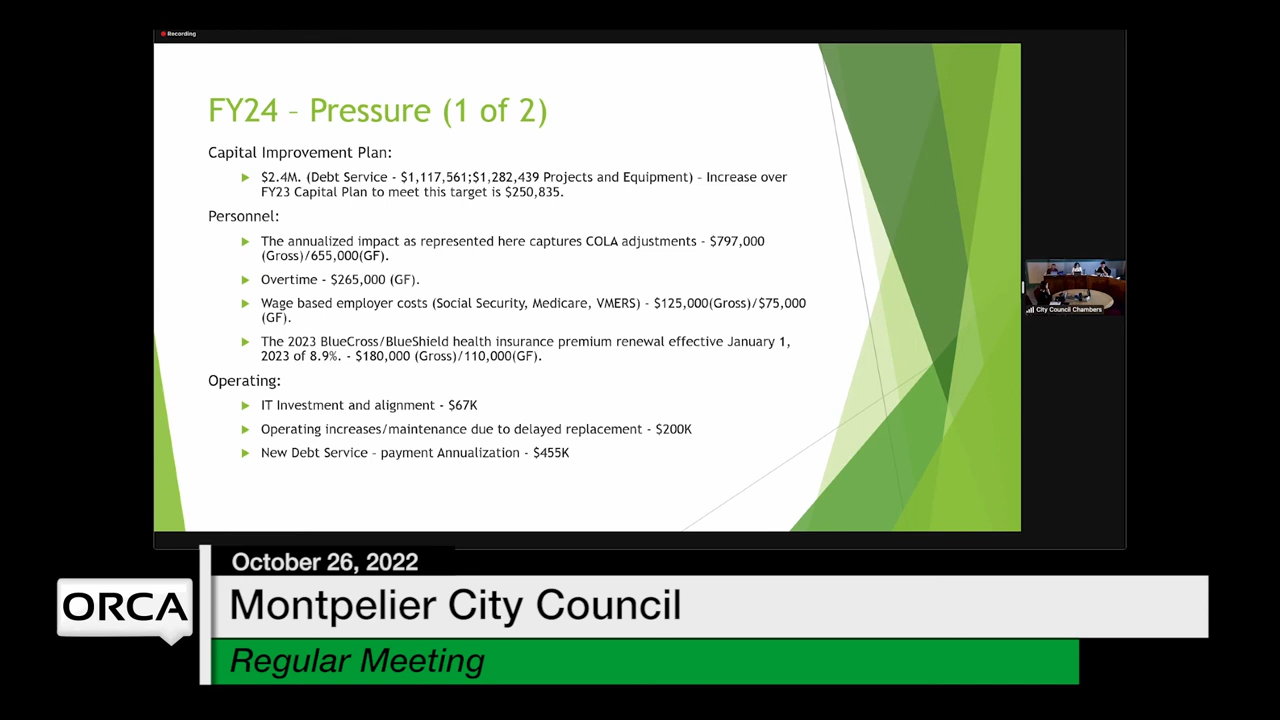 Recording
FY24 – Pressure (1 of 2)
Capital Improvement Plan:
$2.4M. (Debt Service - $1,117,561;$1,282,439 Projects and Equipment) – Increase over
FY23 Capital Plan to meet this target is $250,835.
Personnel:
The annualized impact as represented here captures COLA adjustments - $797,000
(Gross)/655,000(GF).
Overtime - $265,000 (GF).
Wage based employer costs (Social Security, Medicare, VMERS) - $125,000(Gross)/$75,000
(GF).
The 2023 BlueCross/BlueShield health insurance premium renewal effective January 1,
2023 of 8.9%. - $180,000 (Gross)/110,000(GF).
Operating:
IT Investment and alignment - $67K
Operating increases/maintenance due to delayed replacement - $200K
New Debt Service – payment Annualization - $455K
City Council Chambers
October 26, 2022
ORCA
Montpelier City Council
Regular Meeting